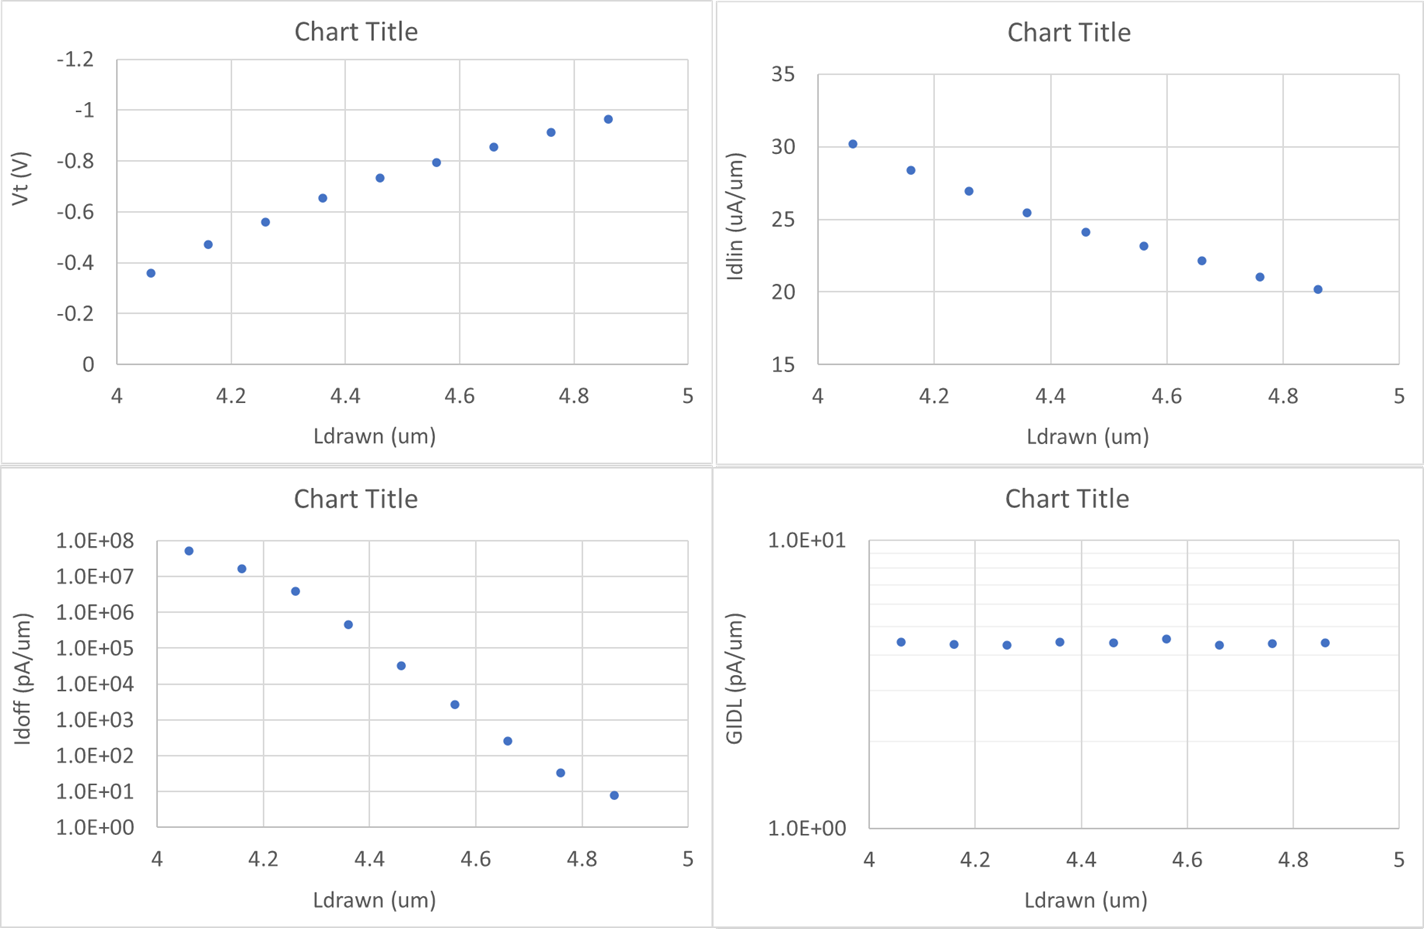 Chart Title
Vt (V)
-1.2
-1
-0.8
-0.6
-0.4
-0.2
0
4 4.2 4.4 4.6 4.8 5
Ldrawn (um)
Chart Title
Idlin (uA/um)
35
30
25
20
15
4 4.2 4.4 4.6 4.8 5
Ldrawn (um)
Chart Title
Idoff (pA/um)
1.0E+08
1.0E+07
1.0E+06
1.0E+05
1.0E+04
1.0E+03
1.0E+02
1.0E+01
1.0E+00
4 4.2 4.4 4.6 4.8 5
Ldrawn (um)
Chart Title
GIDL (pA/um)
1.0E+01
1.0E+00
4 4.2 4.4 4.6 4.8 5
Ldrawn (um)